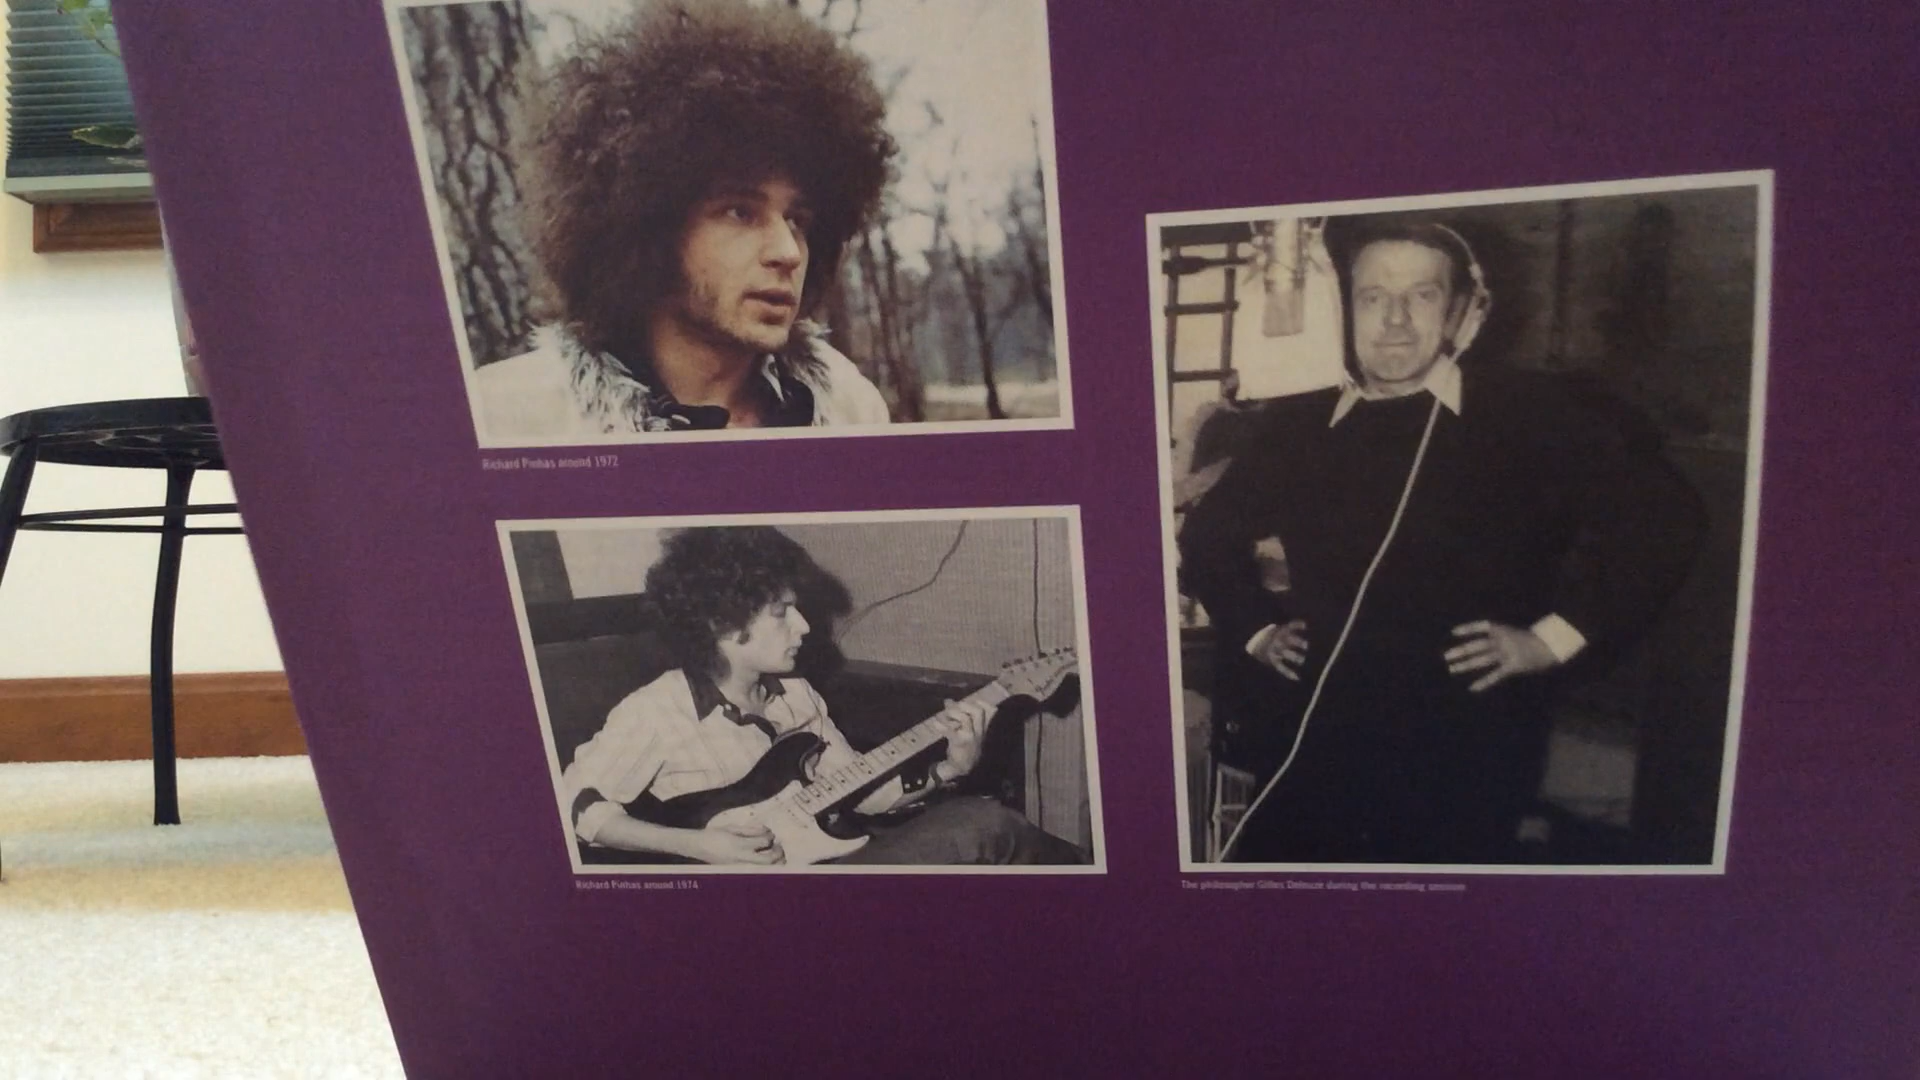 Richard Pinhas around 1972
Richard Pinhas around 1974
The philosopher Gilles Deleuze during the recording session